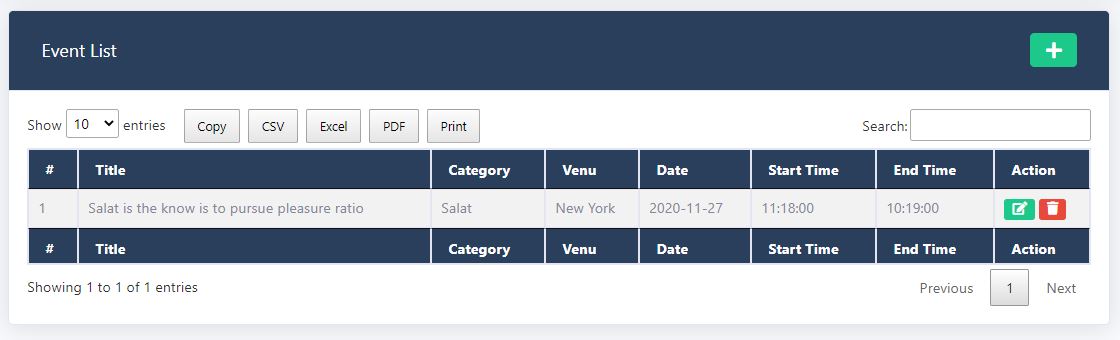 Event List
Show 10 entries Copy CSV Excel PDF Print Search:
# Title Category Venu Date Start Time End Time Action
1 Salat is the know is to pursue pleasure ratio Salat New York 2020-11-27 11:18:00 10:19:00
# Title Category Venu Date Start Time End Time Action
Showing 1 to 1 of 1 entries Previous 1 Next